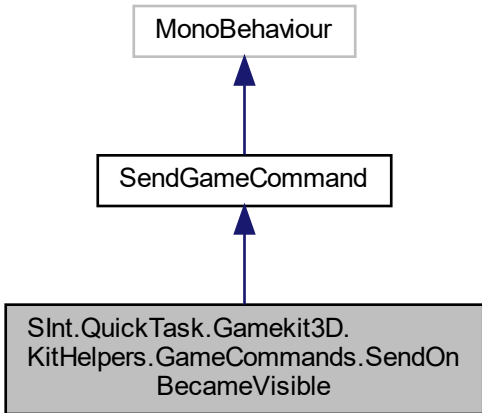 MonoBehaviour
SendGameCommand
SInt.QuickTask.Gamekit3D.
KitHelpers.GameCommands.SendOn
BecameVisible